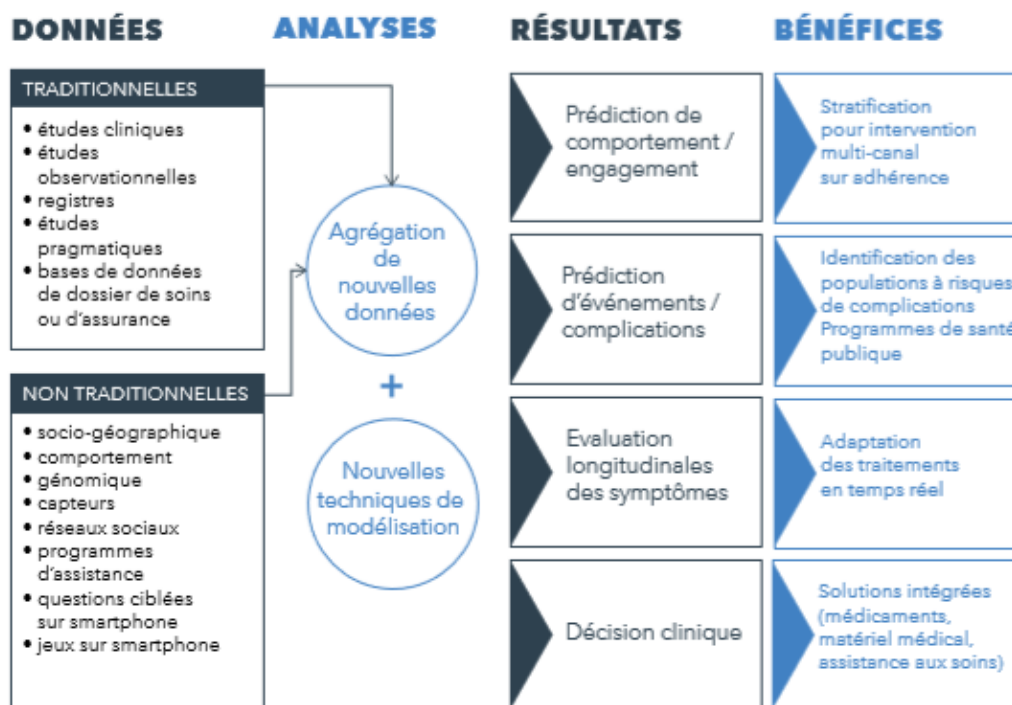 DONNÉES
ANALYSES
RÉSULTATS
BÉNÉFICES
TRADITIONNELLES
• études cliniques
• études
observationnelles
• registres
• études
pragmatiques
• bases de données
de dossier de soins
ou d'assurance
NON TRADITIONNELLES
• socio-géographique
• comportement
• génomique
• capteurs
• réseaux sociaux
• programmes
d'assistance
• questions ciblées
sur smartphone
• jeux sur smartphone
Agrégation
de
nouvelles
données
+
Nouvelles
techniques de
modélisation
Prédiction de
comportement /
engagement
Stratification
pour intervention
multi-canal
sur adhérence
Prédiction
d'événements /
complications
Identification des
populations à risques
de complications
Programmes de santé
publique
Evaluation
longitudinales
des symptômes
Adaptation
des traitements
en temps réel
Décision clinique
Solutions intégrées
(médicaments,
matériel médical,
assistance aux soins)